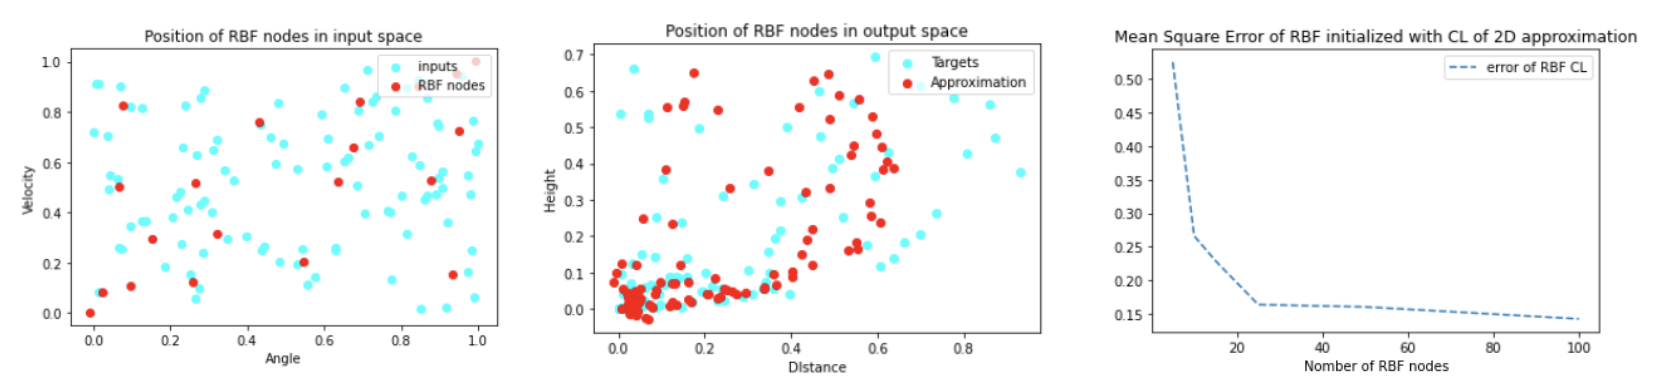 Position of RBF nodes in input space
1.0
0.8
0.6
0.4
0.2
0.0
Velocity
inputs
RBF nodes
0.0 0.2 0.4 0.6 0.8 1.0
Angle
Position of RBF nodes in output space
0.7
0.6
0.5
0.4
0.3
0.2
0.1
0.0
Height
Targets
Approximation
0.0 0.2 0.4 0.6 0.8
DIstance
Mean Square Error of RBF initialized with CL of 2D approximation
0.50
0.45
0.40
0.35
0.30
0.25
0.20
0.15
error of RBF CL
20 40 60 80 100
Nomber of RBF nodes